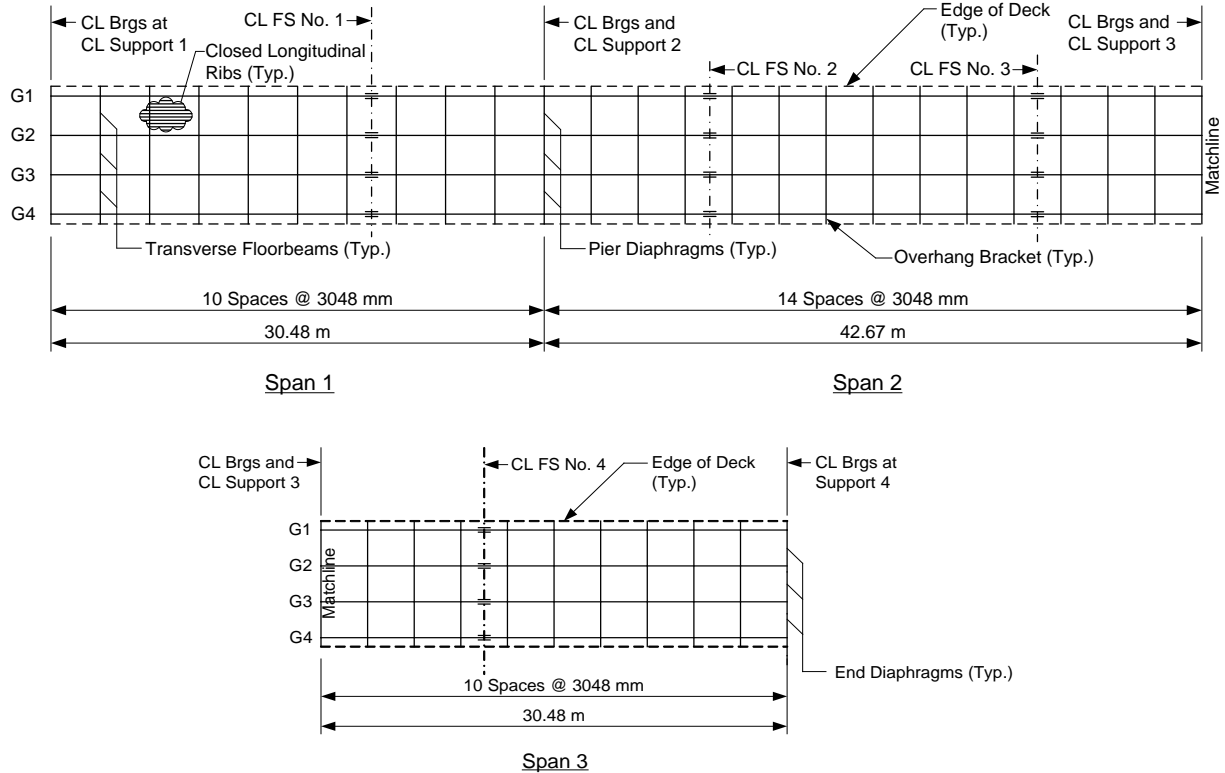 CL Brgs at
CL Support 1
CL FS No. 1
Closed Longitudinal
Ribs (Typ.)
CL Brgs and
CL Support 2
Edge of Deck
(Typ.)
CL Brgs and
CL Support 3
CL FS No. 2
CL FS No. 3
G1
G2
G3
G4
Matchline
Transverse Floorbeams (Typ.)
Pier Diaphragms (Typ.)
Overhang Bracket (Typ.)
10 Spaces @ 3048 mm
14 Spaces @ 3048 mm
30.48 m
42.67 m
Span 1
Span 2
CL Brgs and
CL Support 3
CL FS No. 4
Edge of Deck
(Typ.)
CL Brgs at
Support 4
G1
G2
G3
G4
Matchline
End Diaphragms (Typ.)
10 Spaces @ 3048 mm
30.48 m
Span 3